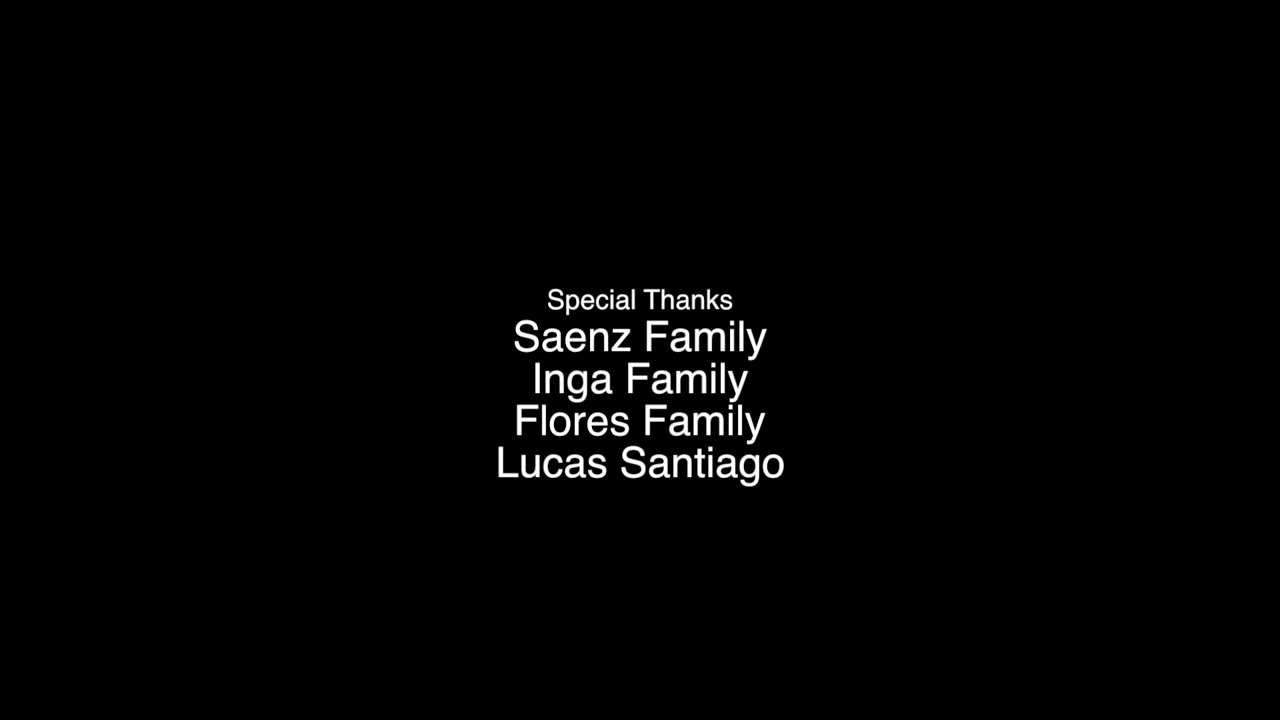 Special Thanks
Saenz Family
Inga Family
Flores Family
Lucas Santiago